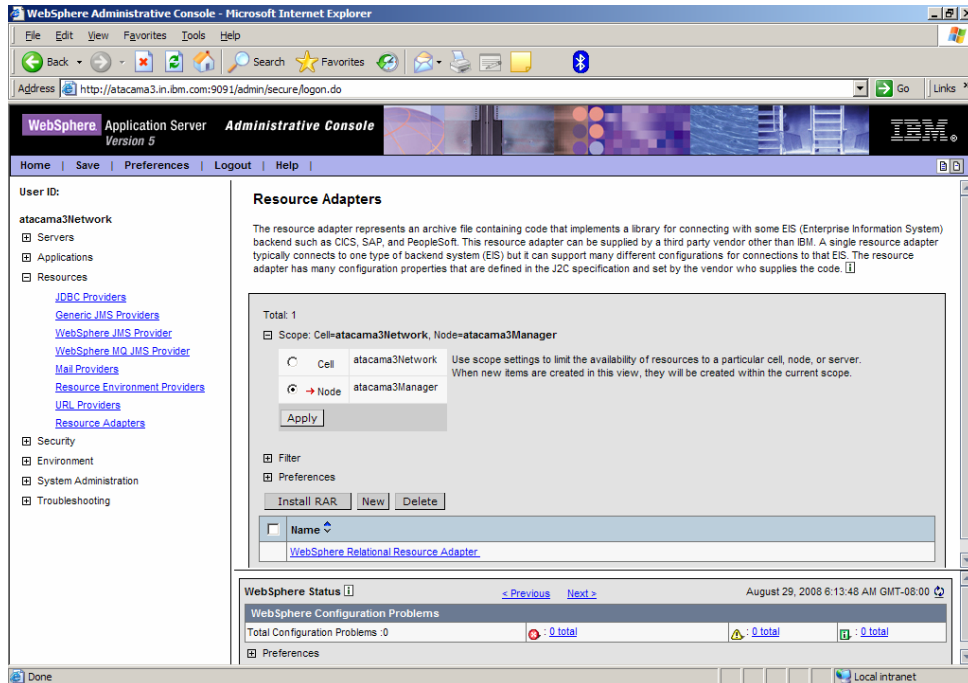 WebSphere Administrative Console - Microsoft Internet Explorer
File Edit View Favorites Tools Help
Back Search Favorites
Address http://atacama3.in.ibm.com:9091/admin/secure/logon.do Go Links
WebSphere. Application Server Administrative Console
Version 5
IBM.
Home | Save | Preferences | Logout | Help |
User ID:
atacama3Network
Servers
Applications
Resources
JDBC Providers
Generic JMS Providers
WebSphere JMS Provider
WebSphere MQ JMS Provider
Mail Providers
Resource Environment Providers
URL Providers
Resource Adapters
Security
Environment
System Administration
Troubleshooting
Resource Adapters
The resource adapter represents an archive file containing code that implements a library for connecting with some EIS (Enterprise Information System)
backend such as CICS, SAP, and PeopleSoft. This resource adapter can be supplied by a third party vendor other than IBM. A single resource adapter
typically connects to one type of backend system (EIS) but it can support many different configurations for connections to that EIS. The resource
adapter has many configuration properties that are defined in the J2C specification and set by the vendor who supplies the code. i
Total: 1
Scope: Cell=atacama3Network, Node=atacama3Manager
Cell atacama3Network
Node atacama3Manager
Use scope settings to limit the availability of resources to a particular cell, node, or server.
When new items are created in this view, they will be created within the current scope.
Apply
Filter
Preferences
Install RAR New Delete
Name
WebSphere Relational Resource Adapter
WebSphere Status i < Previous Next > August 29, 2008 6:13:48 AM GMT-08:00
WebSphere Configuration Problems
Total Configuration Problems :0 : 0 total : 0 total : 0 total
Preferences
Done Local intranet